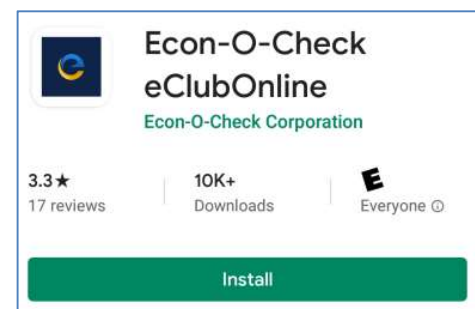 Econ-O-Check
eClubOnline
Econ-O-Check Corporation
3.3★
10K+
E
17 reviews
Downloads
Everyone ⓘ
Install